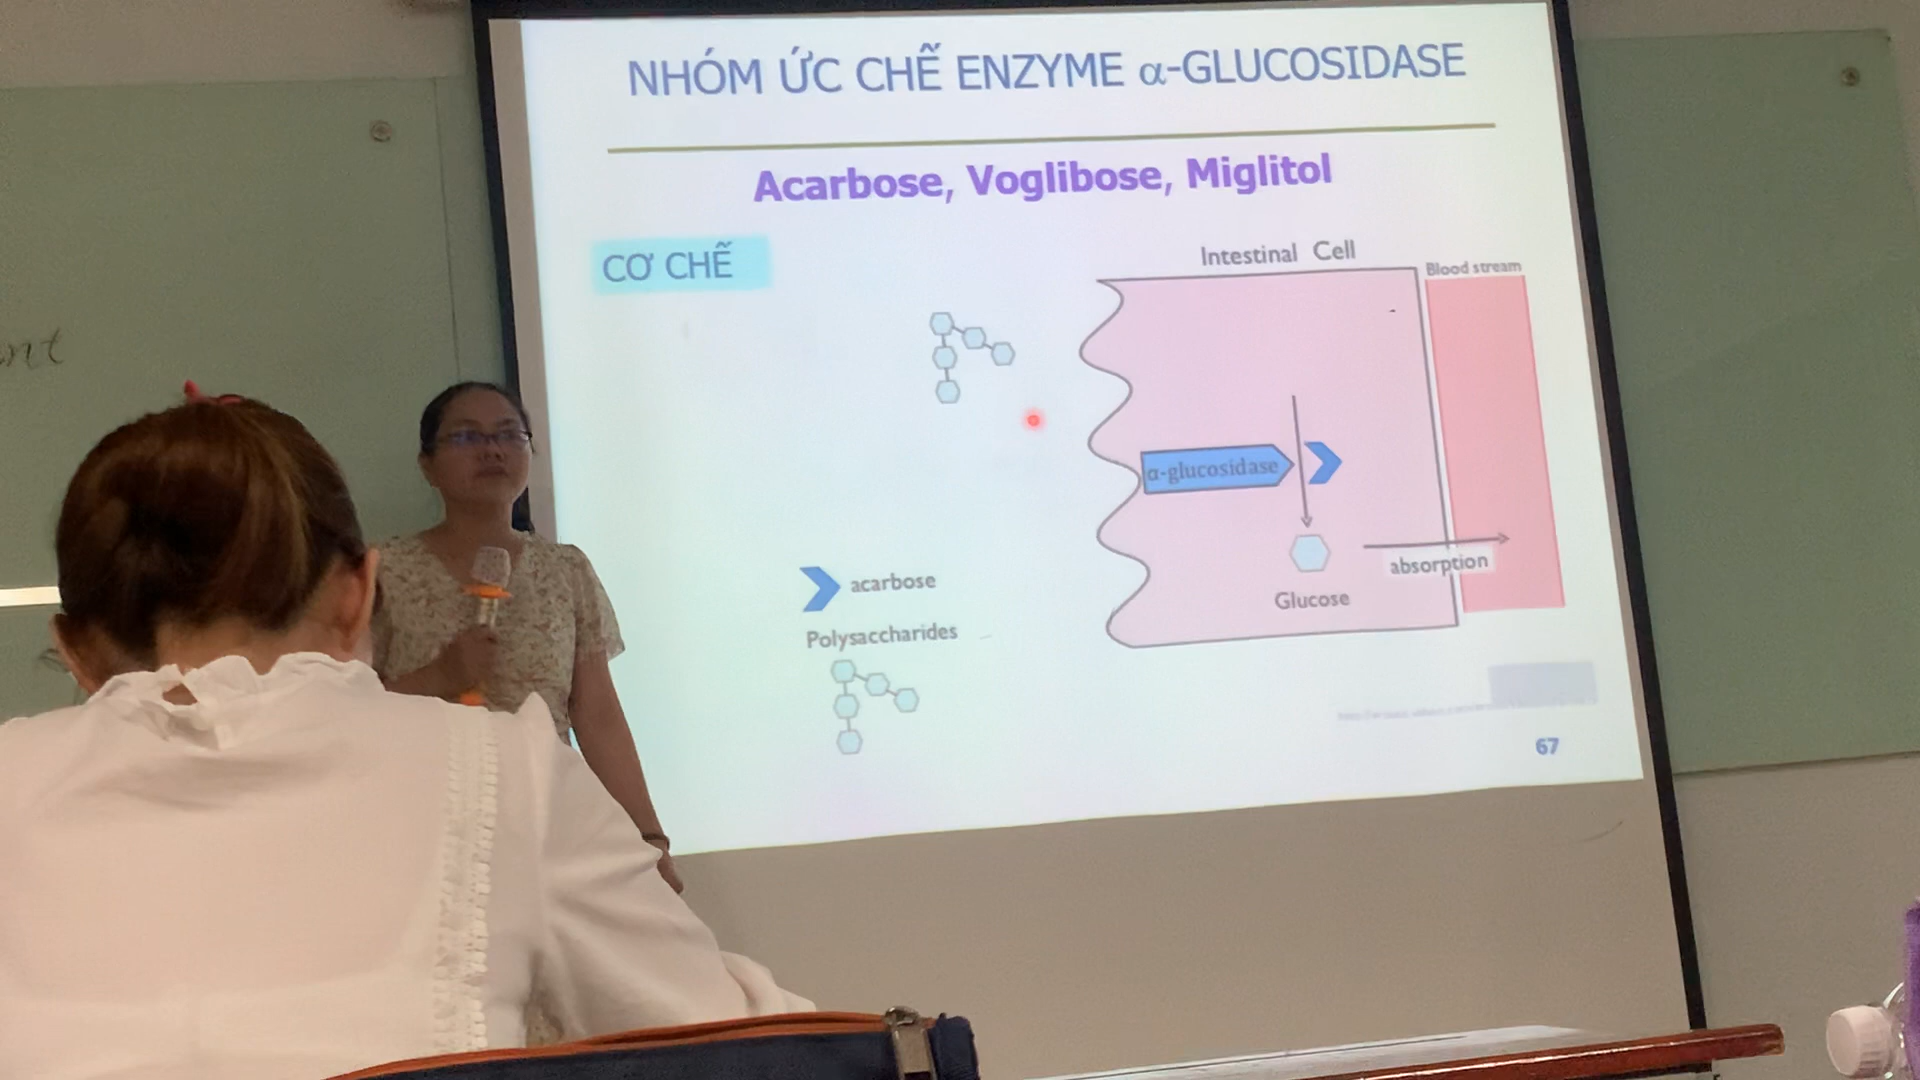 NHÓM ỨC CHẾ ENZYME α-GLUCOSIDASE
Acarbose, Voglibose, Miglitol
CƠ CHẾ
Intestinal Cell
Blood stream
α-glucosidase
absorption
Glucose
acarbose
Polysaccharides
67